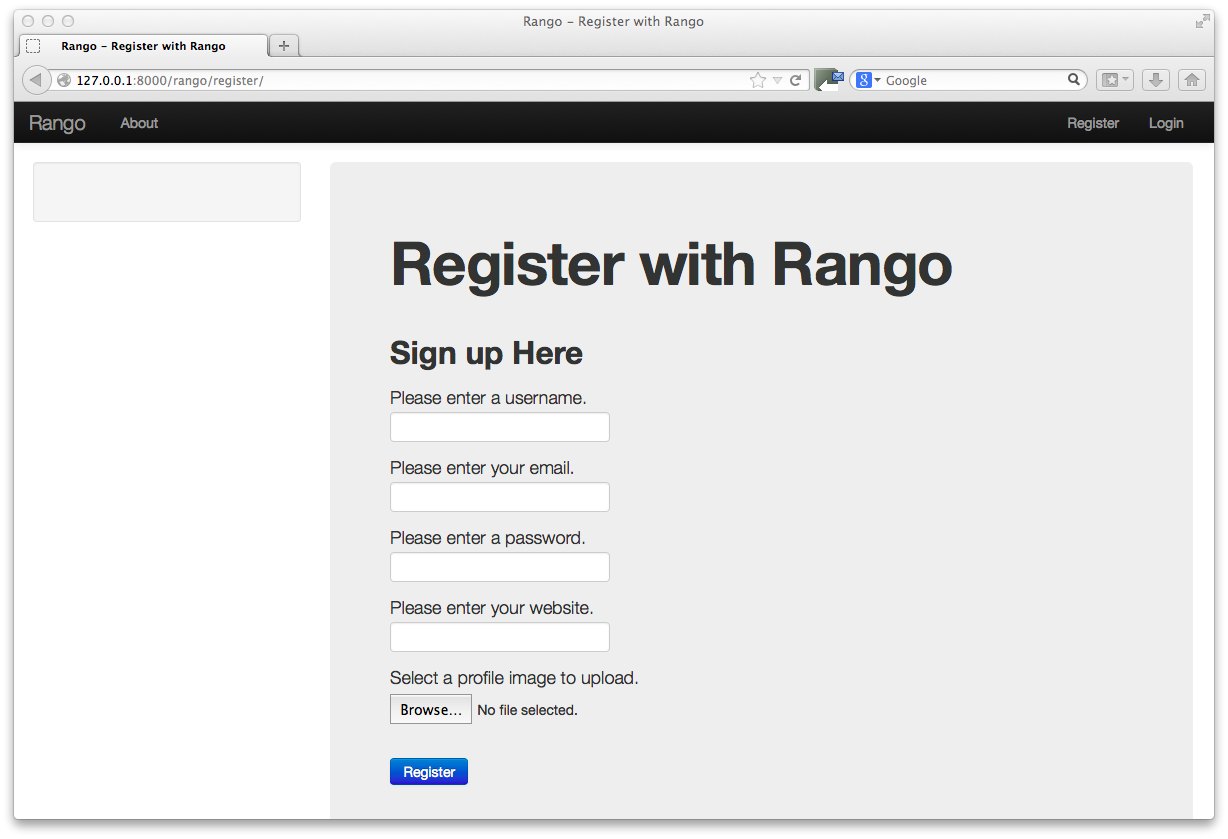 Rango – Register with Rango
Rango – Register with Rango
127.0.0.1:8000/rango/register/
8 Google
Rango About Register Login
Register with Rango
Sign up Here
Please enter a username.
Please enter your email.
Please enter a password.
Please enter your website.
Select a profile image to upload.
Browse... No file selected.
Register